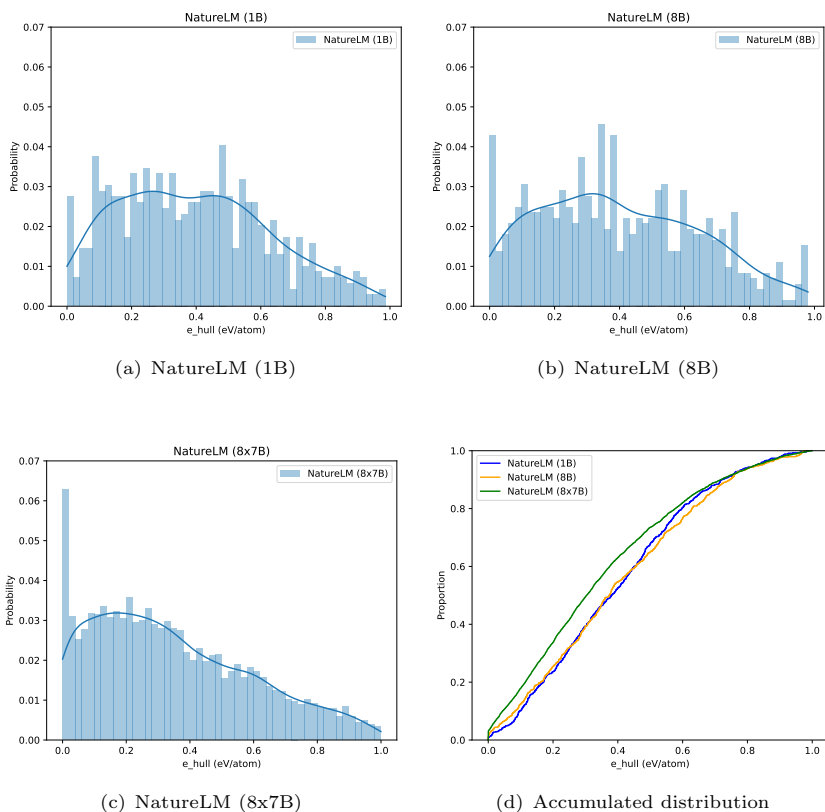 NatureLM (1B)
NatureLM (1B)
0.07
0.06
0.05
0.04
0.03
0.02
0.01
0.00
Probability
0.0 0.2 0.4 0.6 0.8 1.0
e_hull (eV/atom)
(a) NatureLM (1B)
NatureLM (8B)
NatureLM (8B)
0.07
0.06
0.05
0.04
0.03
0.02
0.01
0.00
Probability
0.0 0.2 0.4 0.6 0.8 1.0
e_hull (eV/atom)
(b) NatureLM (8B)
NatureLM (8x7B)
NatureLM (8x7B)
0.07
0.06
0.05
0.04
0.03
0.02
0.01
0.00
Probability
0.0 0.2 0.4 0.6 0.8 1.0
e_hull (eV/atom)
(c) NatureLM (8x7B)
NatureLM (1B)
NatureLM (8B)
NatureLM (8x7B)
1.0
0.8
0.6
0.4
0.2
0.0
Proportion
0.0 0.2 0.4 0.6 0.8 1.0
e_hull (eV/atom)
(d) Accumulated distribution